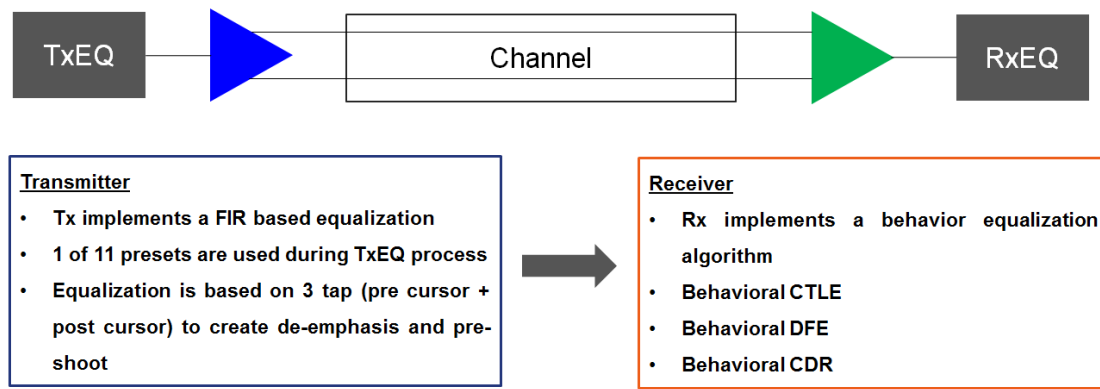 TxEQ
Channel
RxEQ
Transmitter
• Tx implements a FIR based equalization
• 1 of 11 presets are used during TxEQ process
• Equalization is based on 3 tap (pre cursor +
post cursor) to create de-emphasis and pre-
shoot
Receiver
• Rx implements a behavior equalization
algorithm
• Behavioral CTLE
• Behavioral DFE
• Behavioral CDR